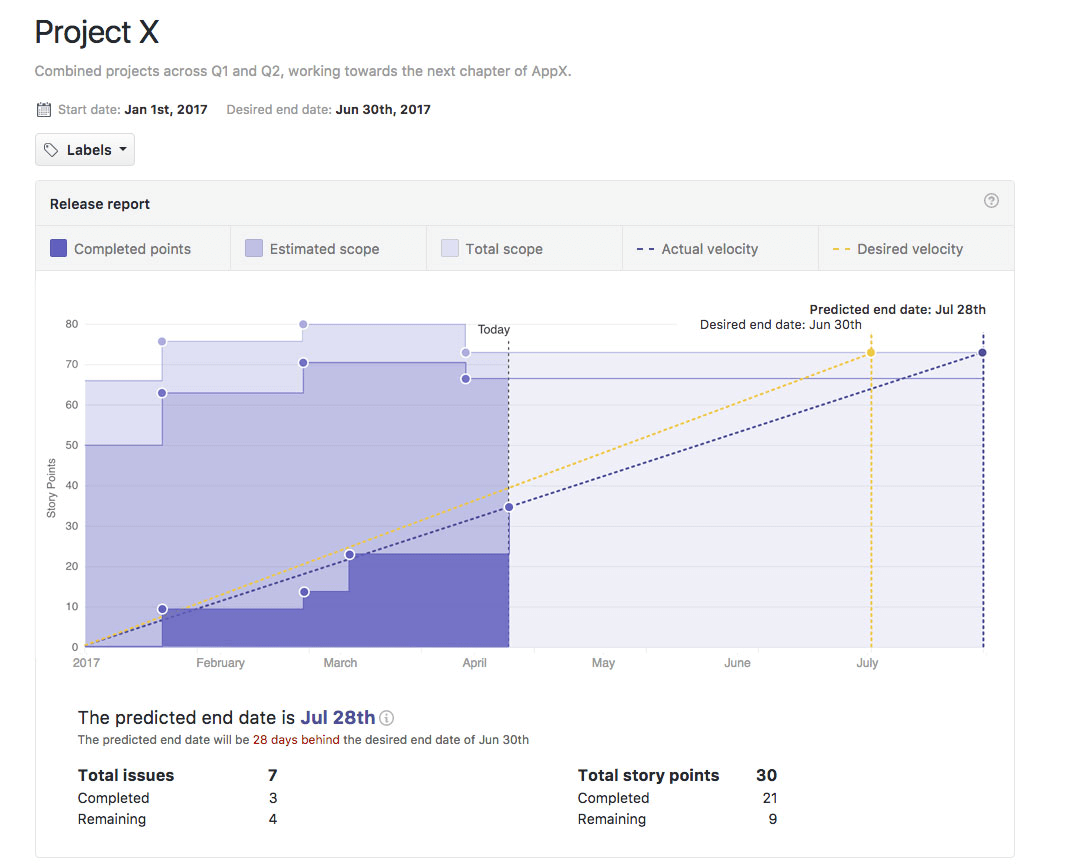 Project X
Combined projects across Q1 and Q2, working towards the next chapter of AppX.
Start date: Jan 1st, 2017 Desired end date: Jun 30th, 2017
Labels
Release report
Completed points Estimated scope Total scope Actual velocity Desired velocity
Predicted end date: Jul 28th
Desired end date: Jun 30th
Today
80
70
60
50
40
30
20
10
0
Story Points
2017 February March April May June July
The predicted end date is Jul 28th
The predicted end date will be 28 days behind the desired end date of Jun 30th
Total issues 7 Total story points 30
Completed 3 Completed 21
Remaining 4 Remaining 9